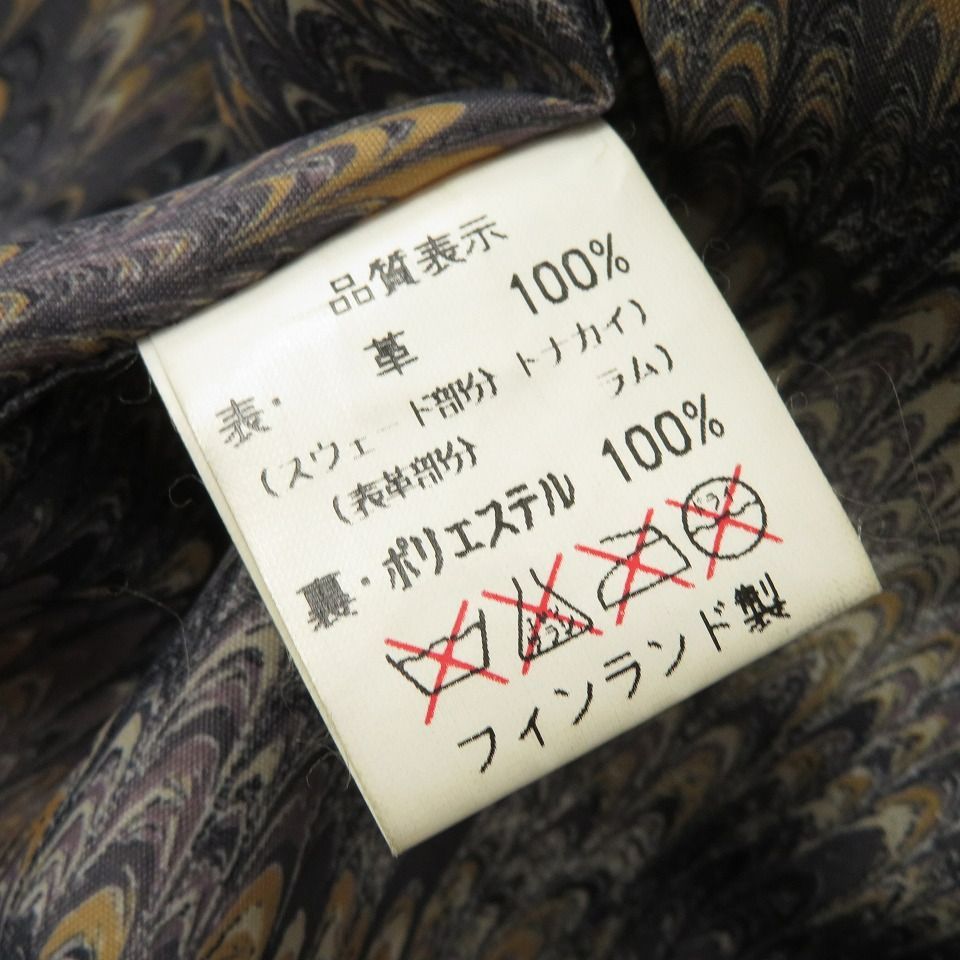 品質表示
表・ 革 100%
(スウェード部分 トナカイ)
(表革部分 ラム)
裏・ポリエステル 100%
フィンランド製